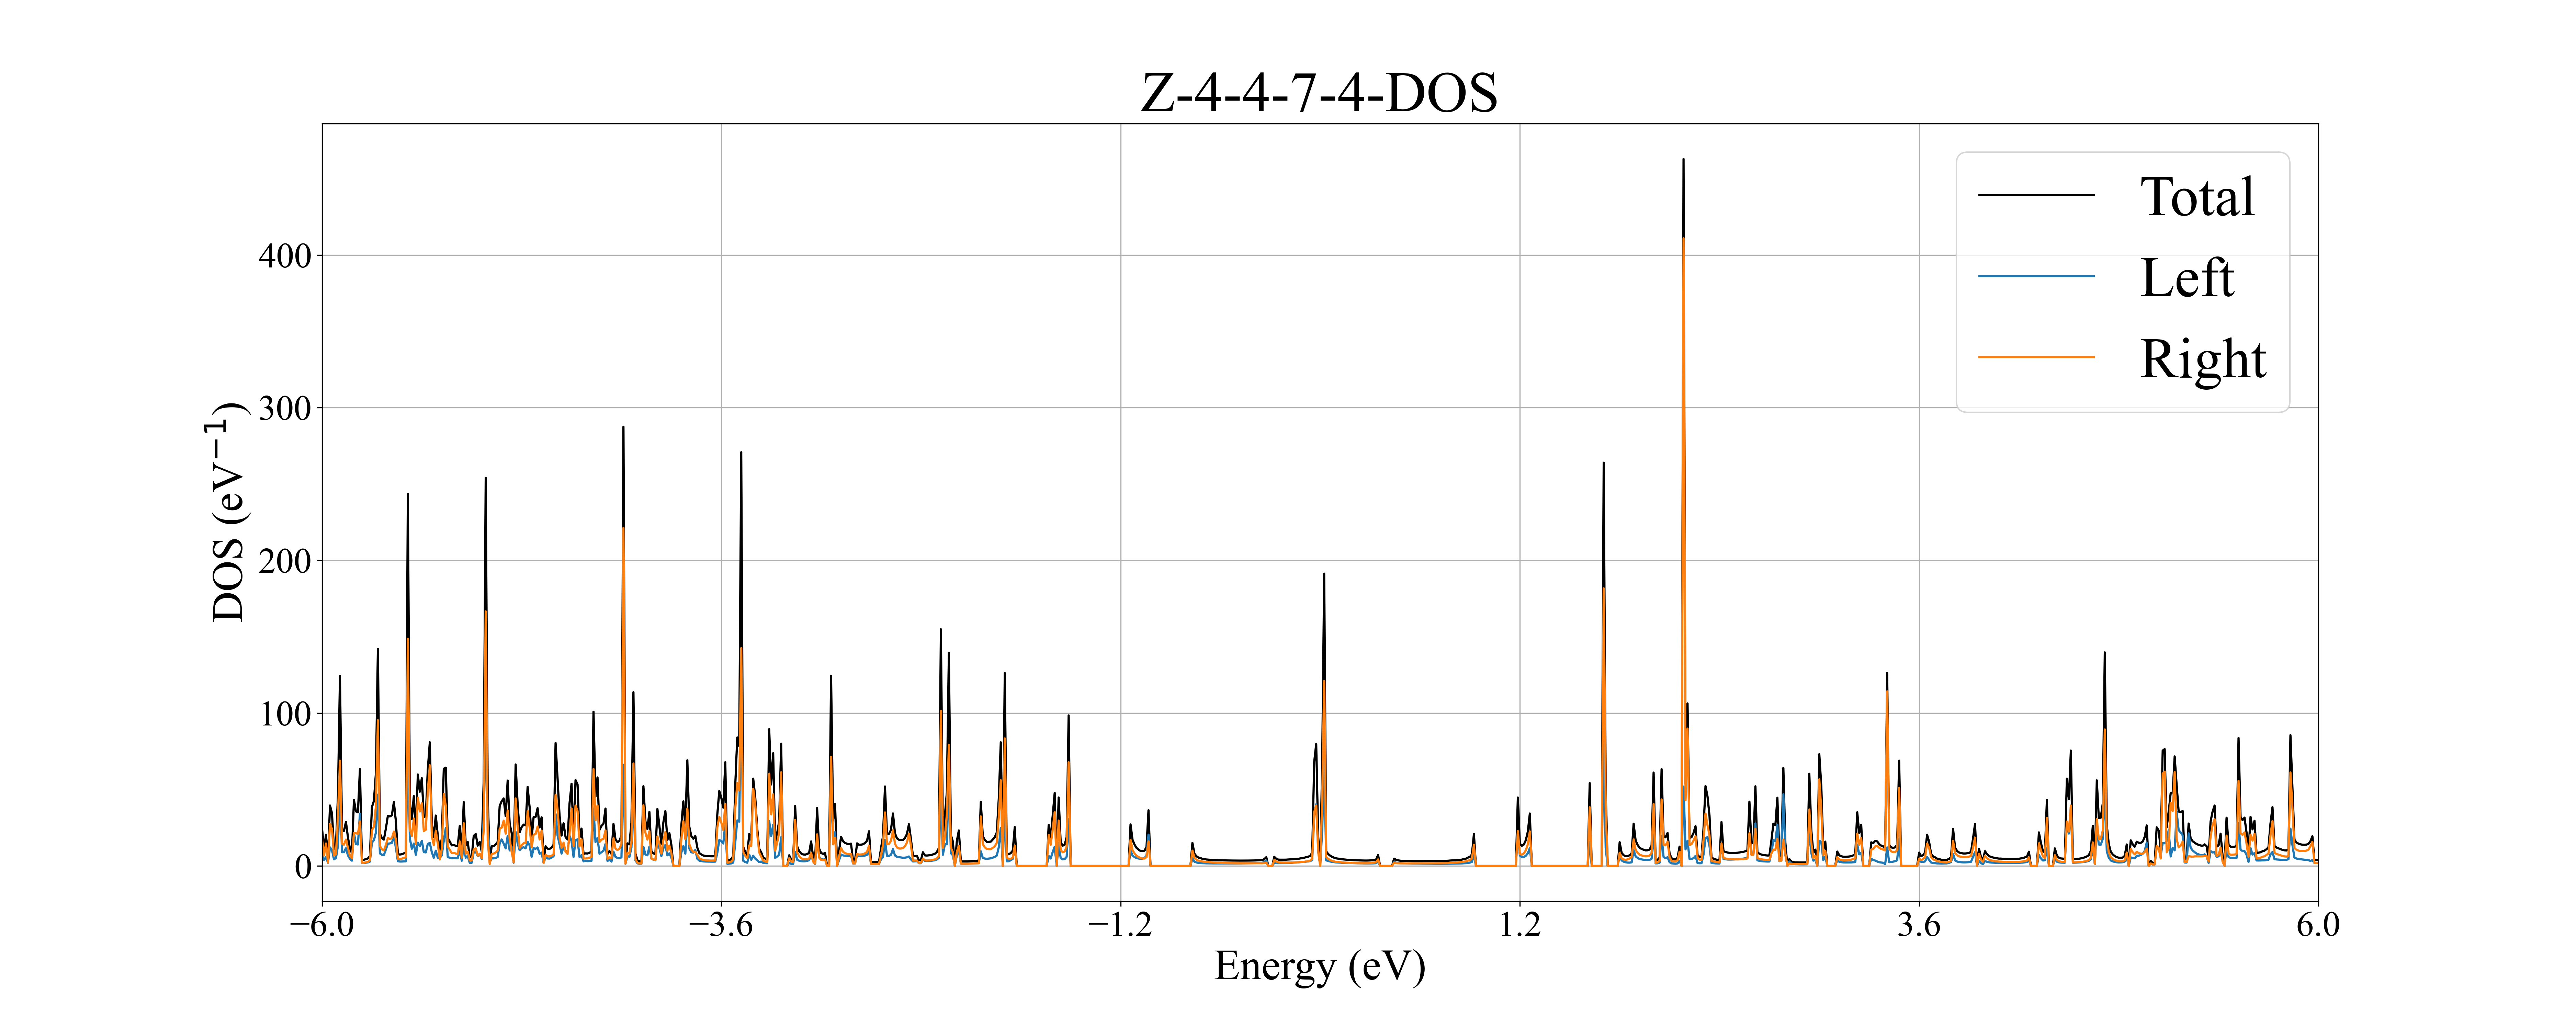 Z-4-4-7-4-DOS
Total
Left
Right
400
300
200
100
0
DOS (eV⁻¹)
−6.0 −3.6 −1.2 1.2 3.6 6.0
Energy (eV)